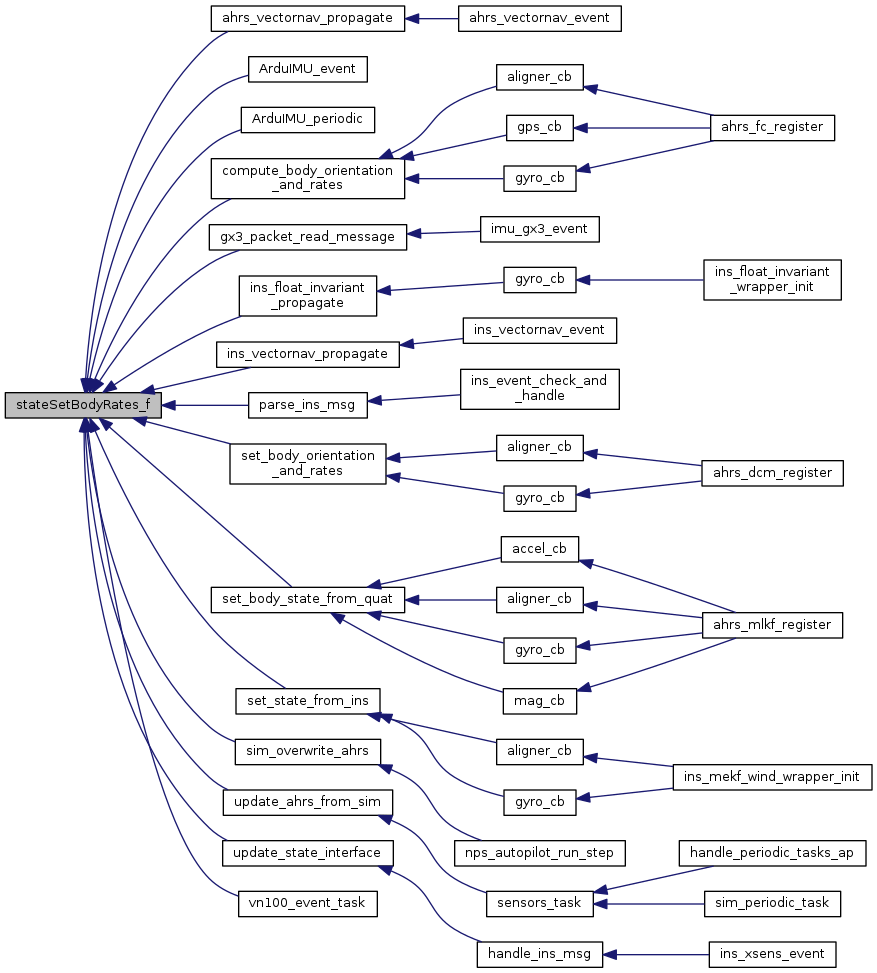 ahrs_vectornav_propagate
ahrs_vectornav_event
ArduIMU_event
aligner_cb
ArduIMU_periodic
gps_cb
ahrs_fc_register
compute_body_orientation
_and_rates
gyro_cb
gx3_packet_read_message
imu_gx3_event
ins_float_invariant
_propagate
gyro_cb
ins_float_invariant
_wrapper_init
ins_vectornav_propagate
ins_vectornav_event
stateSetBodyRates_f
parse_ins_msg
ins_event_check_and
_handle
set_body_orientation
_and_rates
aligner_cb
gyro_cb
ahrs_dcm_register
accel_cb
set_body_state_from_quat
aligner_cb
ahrs_mlkf_register
gyro_cb
set_state_from_ins
mag_cb
sim_overwrite_ahrs
aligner_cb
ins_mekf_wind_wrapper_init
update_ahrs_from_sim
gyro_cb
update_state_interface
nps_autopilot_run_step
handle_periodic_tasks_ap
vn100_event_task
sensors_task
sim_periodic_task
handle_ins_msg
ins_xsens_event